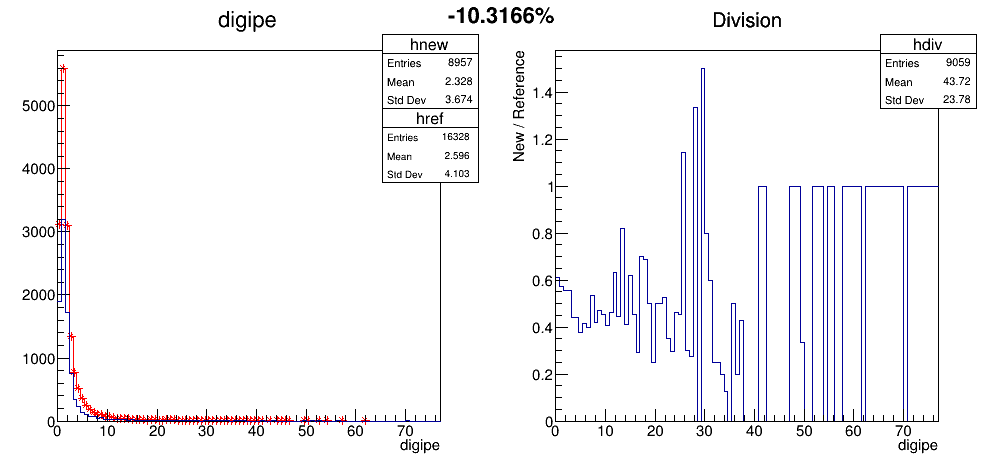 -10.3166%
digipe
hnew
Entries 8957
Mean 2.328
Std Dev 3.674
href
Entries 16328
Mean 2.596
Std Dev 4.103
5000
4000
3000
2000
1000
0
0 10 20 30 40 50 60 70
digipe
Division
hdiv
Entries 9059
Mean 43.72
Std Dev 23.78
New / Reference
1.4
1.2
1
0.8
0.6
0.4
0.2
0
0 10 20 30 40 50 60 70
digipe